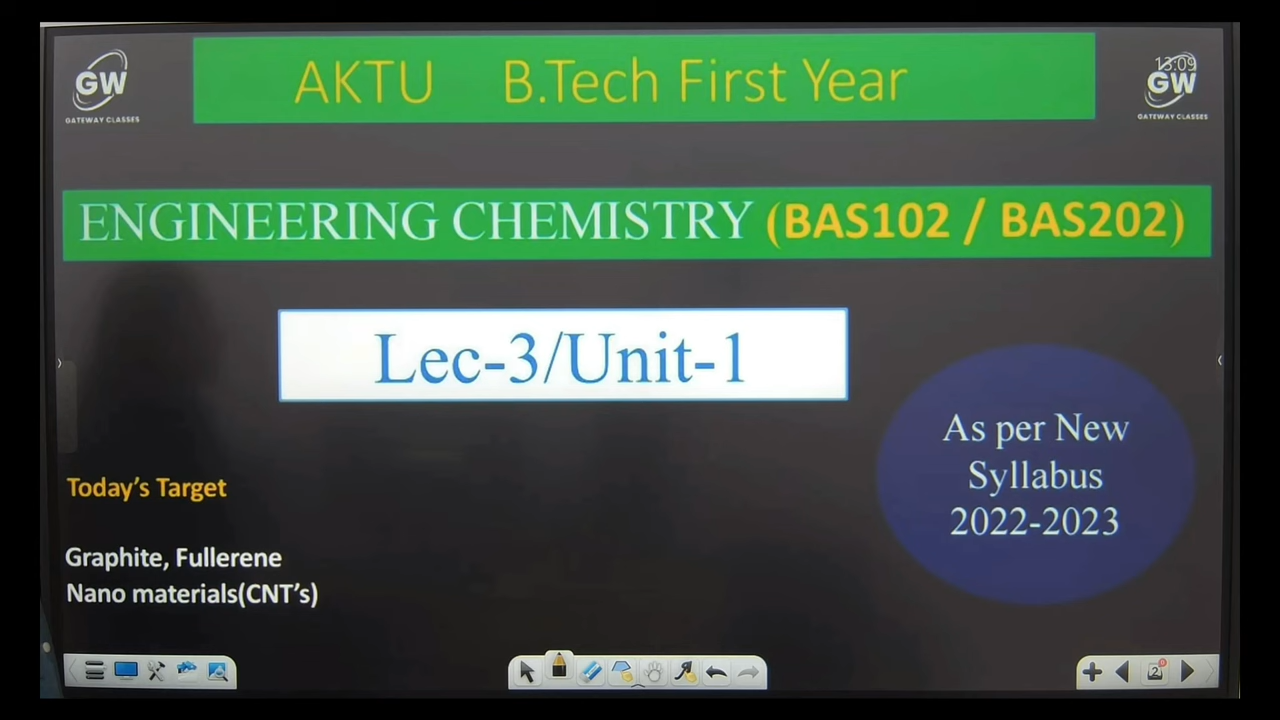 GW
GATEWAY CLASSES
AKTU B.Tech First Year
13:09
GW
GATEWAY CLASSES
ENGINEERING CHEMISTRY (BAS102 / BAS202)
Lec-3/Unit-1
As per New
Syllabus
2022-2023
Today's Target
Graphite, Fullerene
Nano materials(CNT's)
2